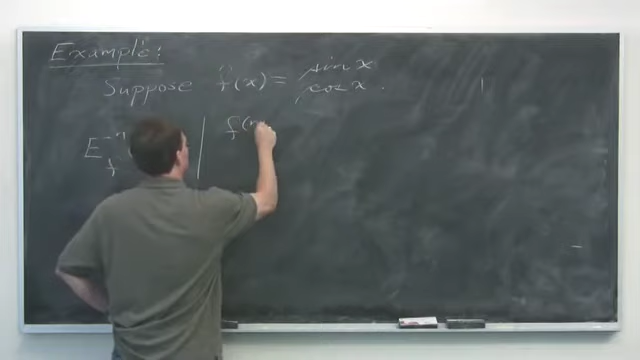 Example:
Suppose f(x) = sin x
cos x.
E
f
n
f(n